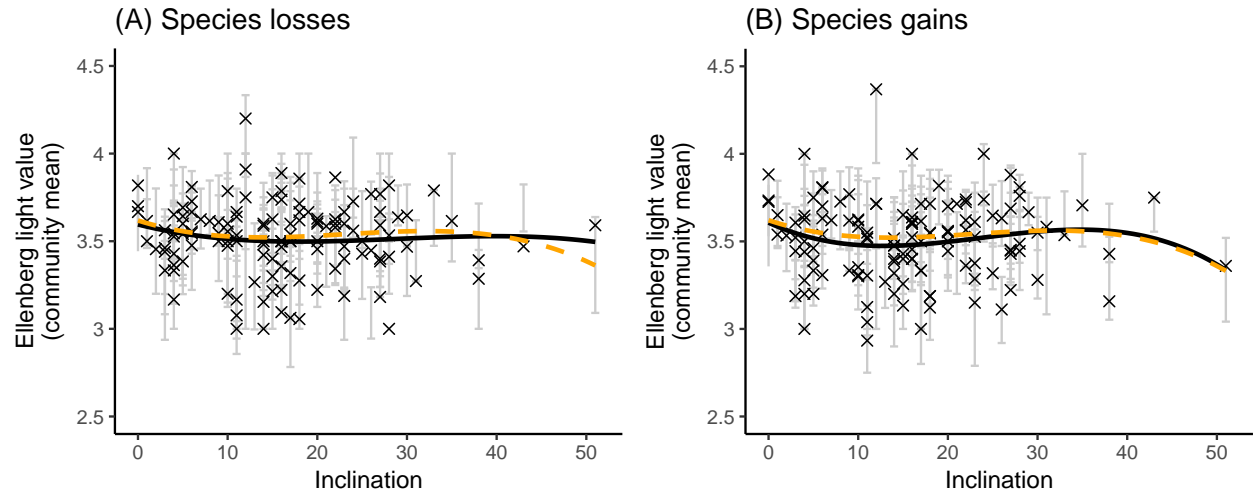 (A) Species losses
Ellenberg light value
(community mean)
4.5
4
3.5
3
2.5
0
10
20
30
40
50
Inclination
(B) Species gains
Ellenberg light value
(community mean)
4.5
4
3.5
3
2.5
0
10
20
30
40
50
Inclination